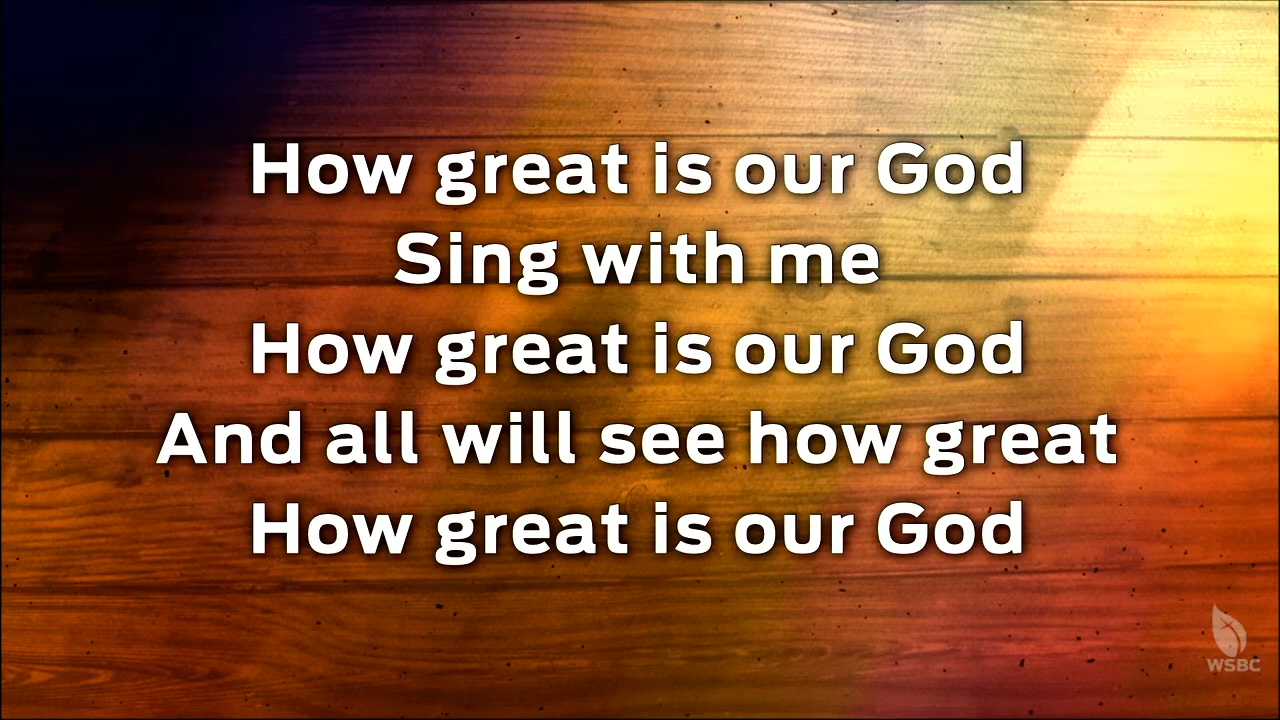 How great is our God
Sing with me
How great is our God
And all will see how great
How great is our God
WSBC